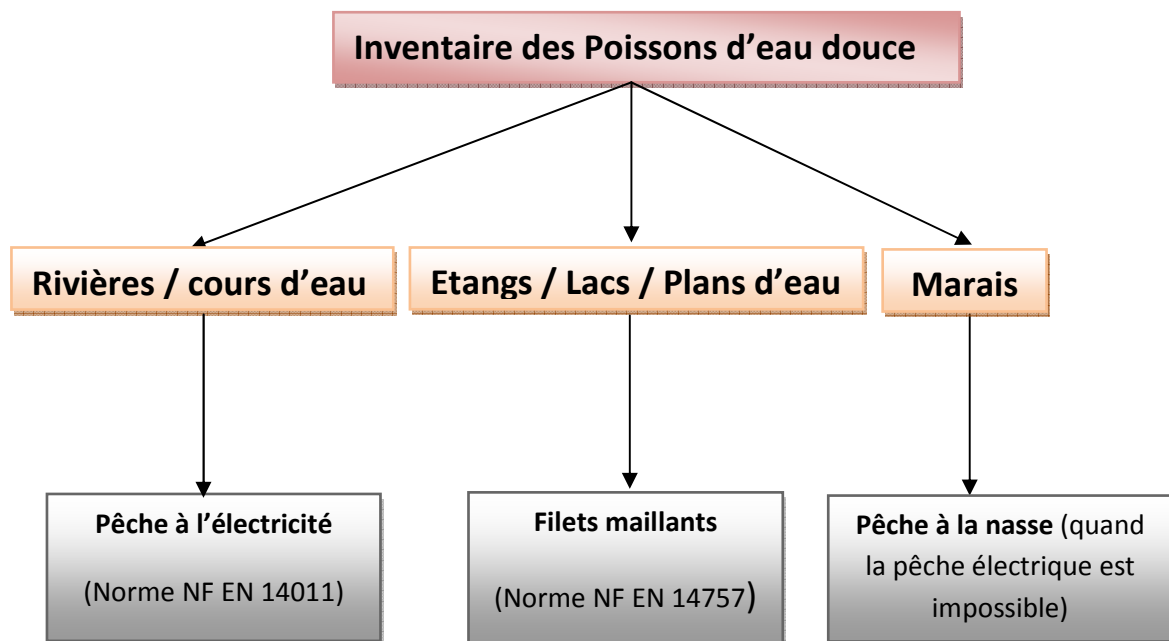 Inventaire des Poissons d’eau douce
Rivières / cours d’eau
Etangs / Lacs / Plans d’eau
Marais
Pêche à l’électricité
(Norme NF EN 14011)
Filets maillants
(Norme NF EN 14757)
Pêche à la nasse (quand
la pêche électrique est
impossible)